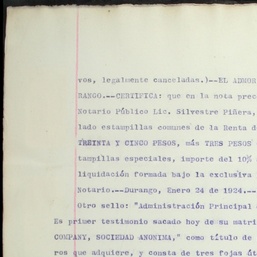 vos, legalmente canceladas.)--EL ADMOR
RANGO.--CERTIFICA: que en la nota prec
Notario Público Lic. Silvestre Piñera,
lado estampillas comunes de la Renta d
TREINTA Y CINCO PESOS, más TRES PESOS
tampillas especiales, importe del 10%
liquidación formada bajo la exclusiva
Notario.--Durango, Enero 24 de 1924.--
Otro sello: "Administración Principal
Es primer testimonio sacado hoy de su matri
COMPANY, SOCIEDAD ANONIMA," como título de
ros que adquiere, y consta de tres fojas út